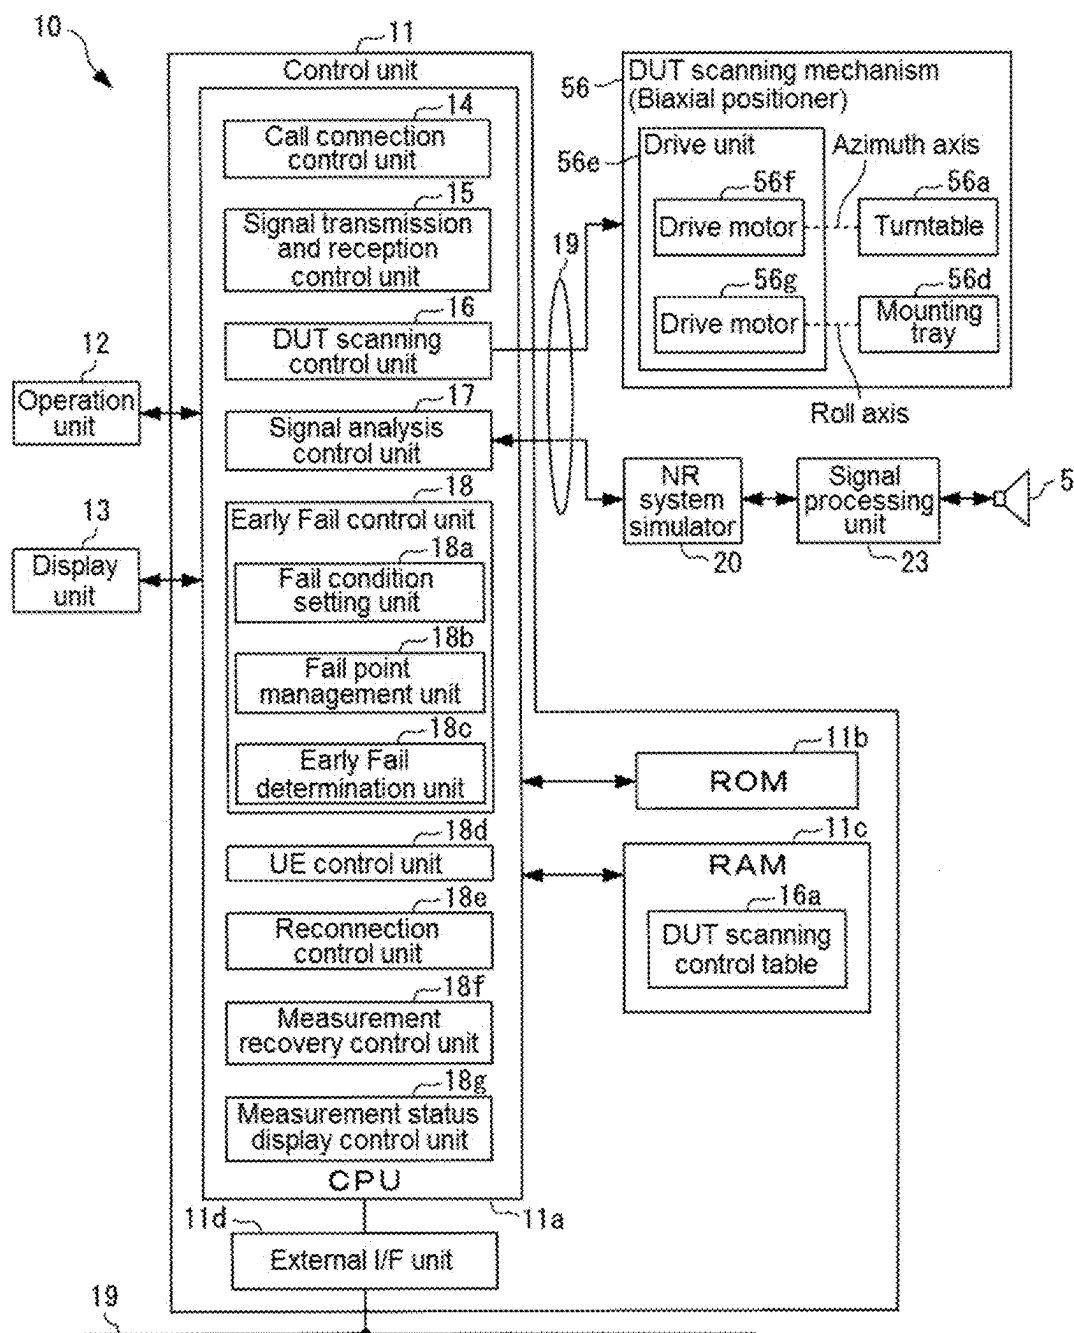 10
11
Control unit
14
Call connection
control unit
15
Signal transmission
and reception
control unit
16
DUT scanning
control unit
17
Signal analysis
control unit
18
Early Fail control unit
18a
Fail condition
setting unit
18b
Fail point
management unit
18c
Early Fail
determination unit
18d
UE control unit
18e
Reconnection
control unit
18f
Measurement
recovery control unit
18g
Measurement status
display control unit
CPU
11a
11d
External I/F unit
19
12
Operation
unit
13
Display
unit
19
56
DUT scanning mechanism
(Biaxial positioner)
56e
Drive unit
Azimuth axis
56f
Drive motor
56a
Turntable
56g
Drive motor
56d
Mounting
tray
Roll axis
NR
system
simulator
20
Signal
processing
unit
23
5
11b
ROM
11c
RAM
16a
DUT scanning
control table